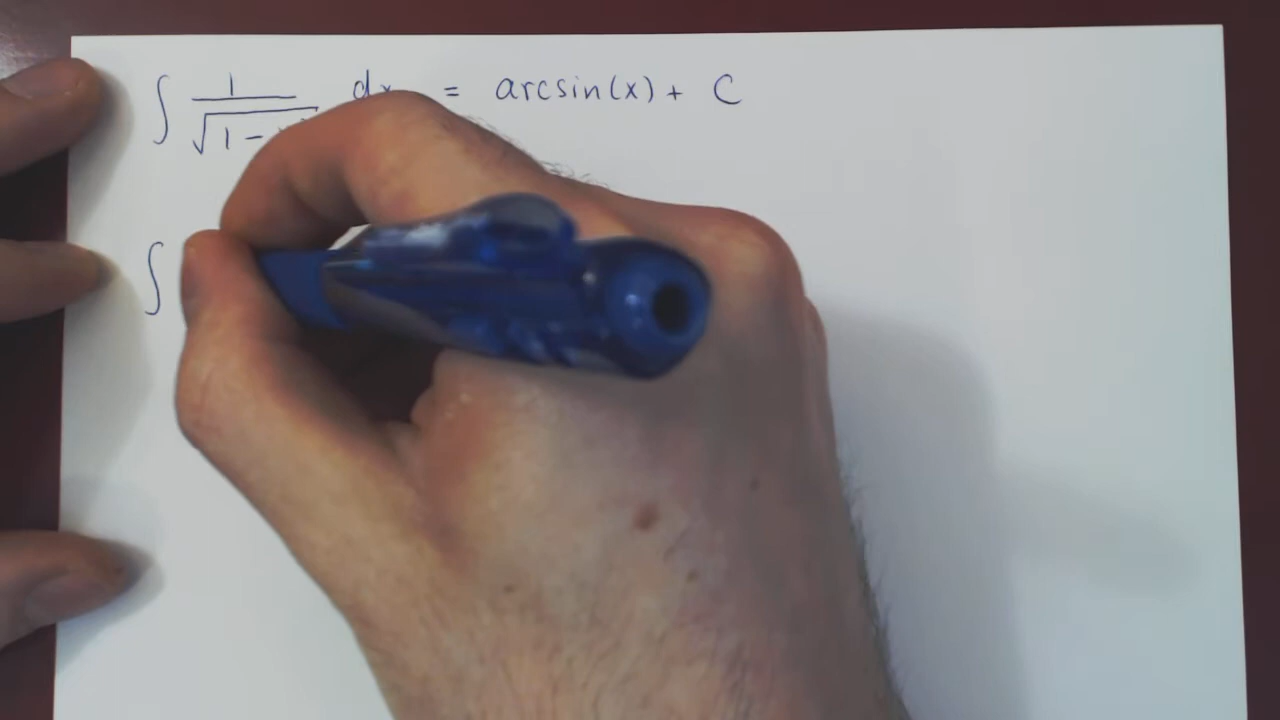 ∫ 1/√(1 - dx = arcsin(x) + C
∫